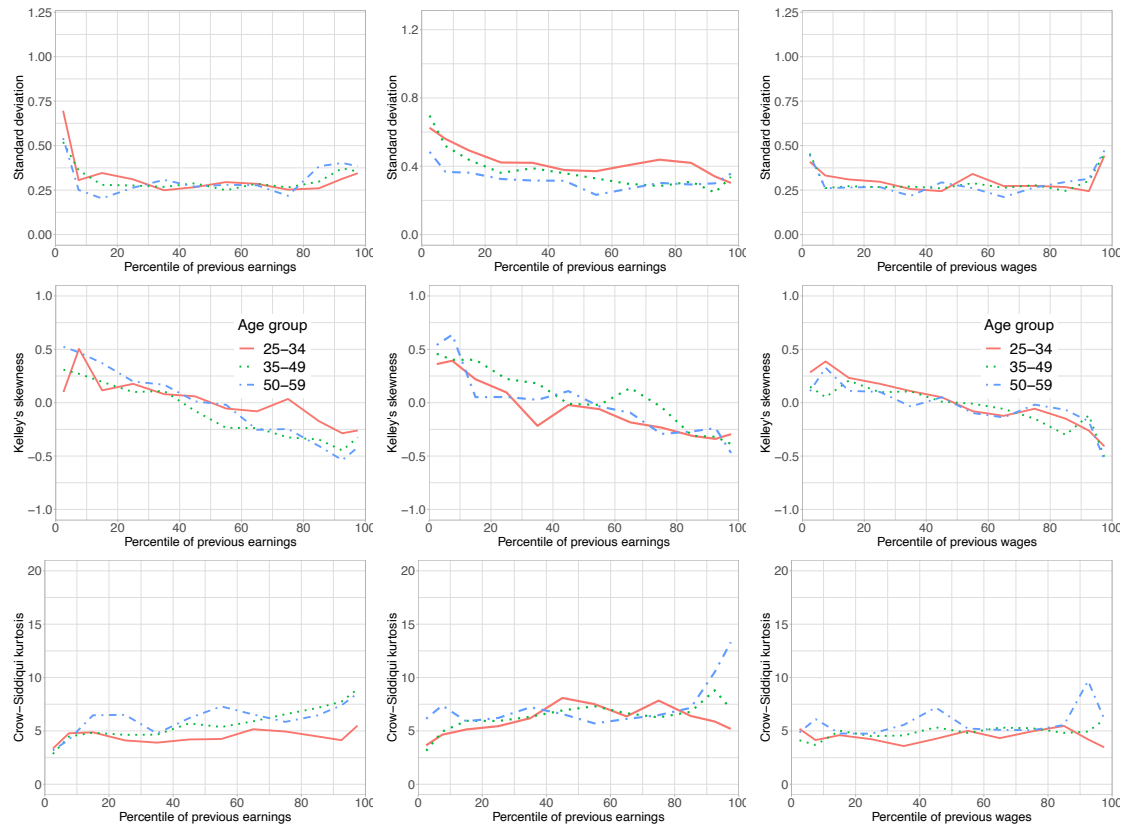 Standard deviation
1.25
1.00
0.75
0.50
0.25
0.00
0 20 40 60 80 100
Percentile of previous earnings
Standard deviation
1.2
0.8
0.4
0.0
0 20 40 60 80 100
Percentile of previous earnings
Standard deviation
1.25
1.00
0.75
0.50
0.25
0.00
0 20 40 60 80 100
Percentile of previous wages
Kelley's skewness
1.0
0.5
0.0
−0.5
−1.0
Age group
25−34
35−49
50−59
0 20 40 60 80 100
Percentile of previous earnings
Kelley's skewness
1.0
0.5
0.0
−0.5
−1.0
0 20 40 60 80 100
Percentile of previous earnings
Kelley's skewness
1.0
0.5
0.0
−0.5
−1.0
Age group
25−34
35−49
50−59
0 20 40 60 80 100
Percentile of previous wages
Crow−Siddiqui kurtosis
20
15
10
5
0
0 20 40 60 80 100
Percentile of previous earnings
Crow−Siddiqui kurtosis
20
15
10
5
0
0 20 40 60 80 100
Percentile of previous earnings
Crow−Siddiqui kurtosis
20
15
10
5
0
0 20 40 60 80 100
Percentile of previous wages